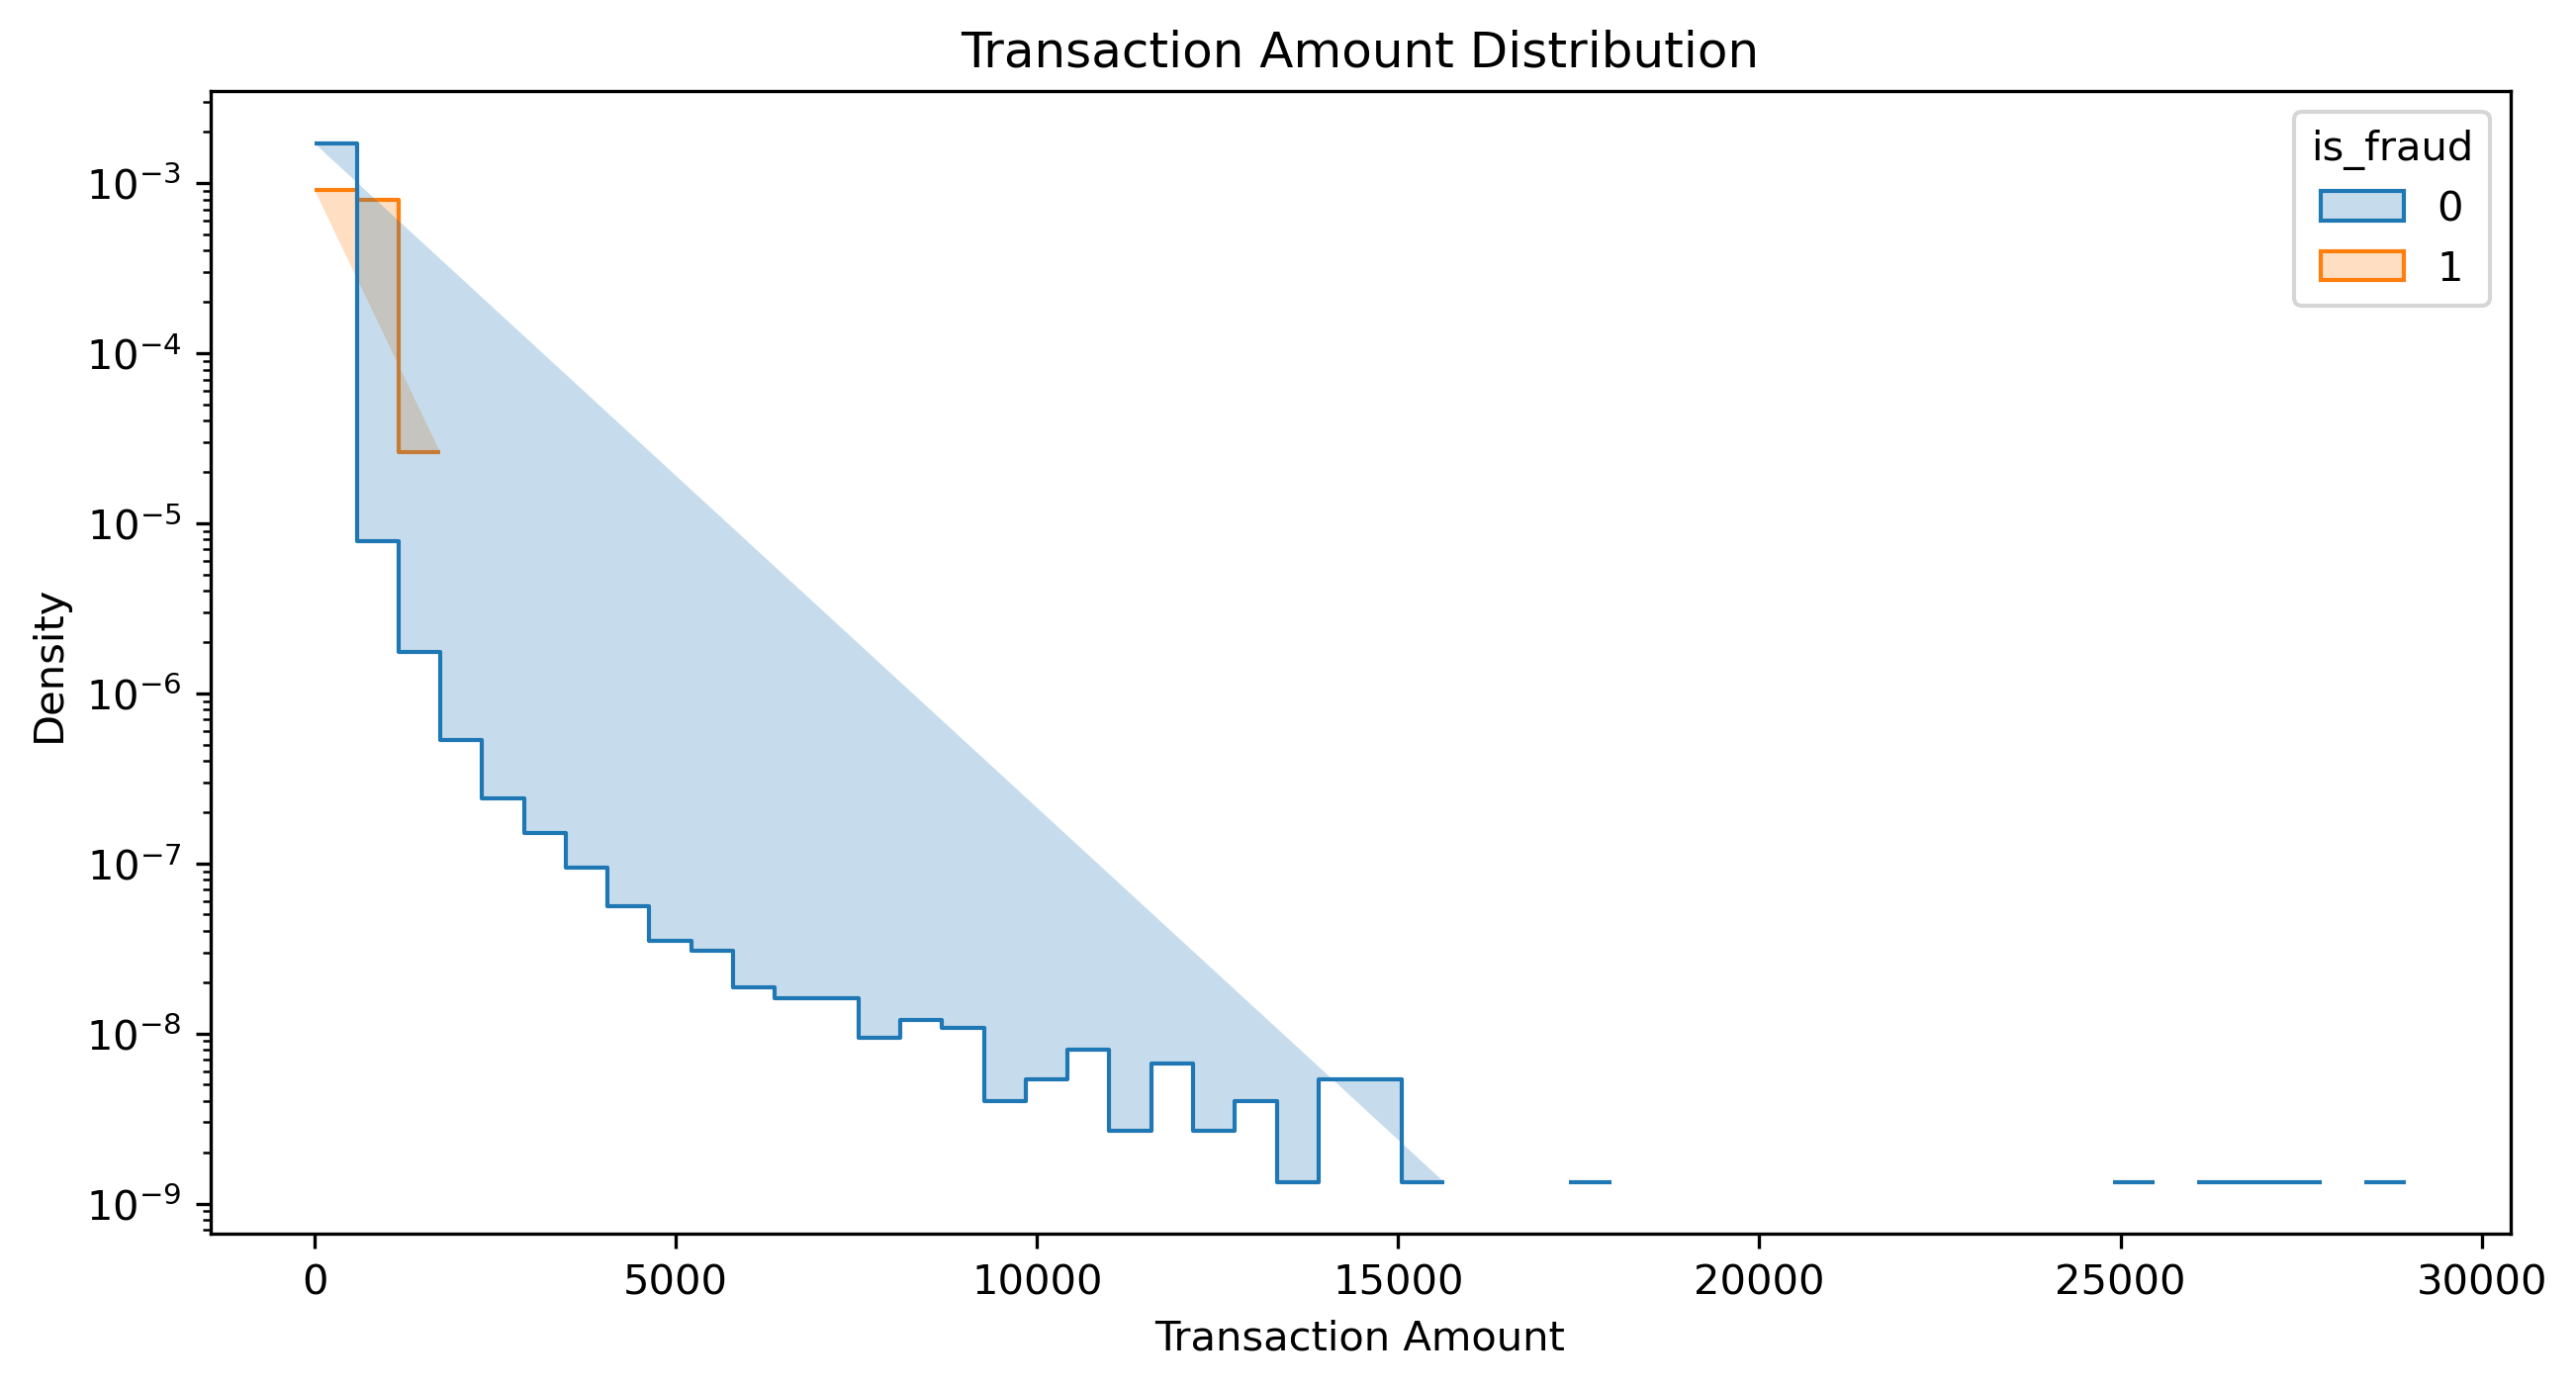 Transaction Amount Distribution
is_fraud
0
1
10⁻³
10⁻⁴
10⁻⁵
10⁻⁶
10⁻⁷
10⁻⁸
10⁻⁹
Density
0 5000 10000 15000 20000 25000 30000
Transaction Amount